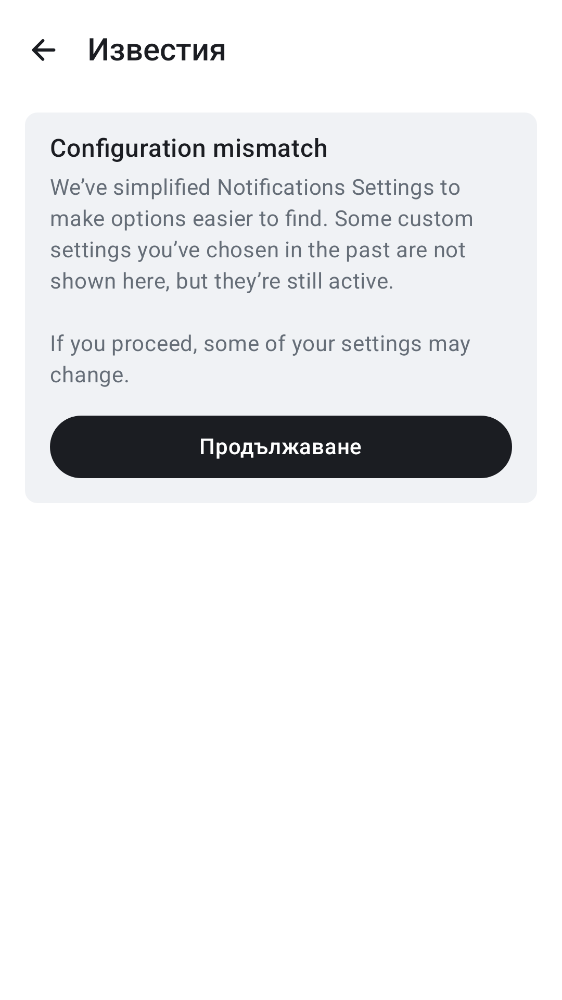 Известия
Configuration mismatch
We’ve simplified Notifications Settings to
make options easier to find. Some custom
settings you’ve chosen in the past are not
shown here, but they’re still active.
If you proceed, some of your settings may
change.
Продължаване